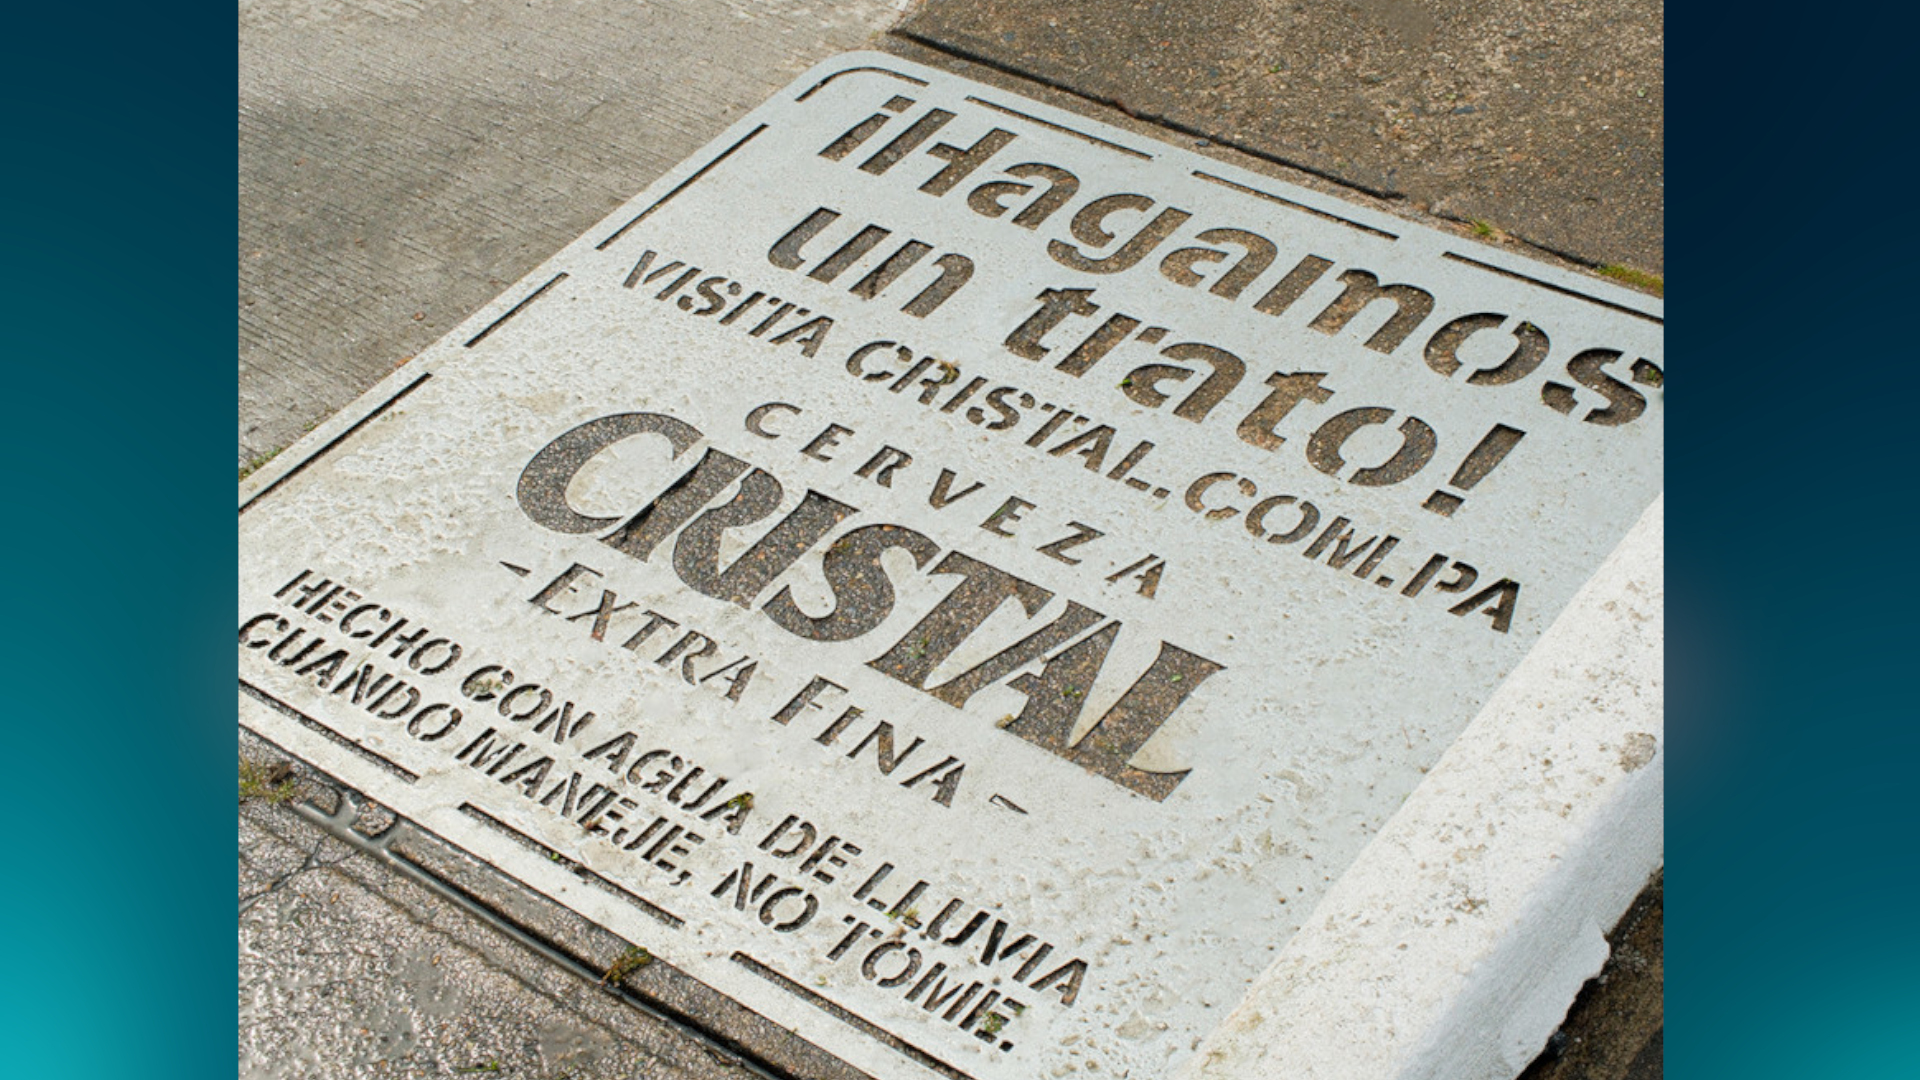 ¡Hagamos
un trato!
VISITA CRISTAL.COM.PA
CERVEZA
CRISTAL
-EXTRA FINA-
HECHO CON AGUA DE LLUVIA
CUANDO MANEJE, NO TOME.